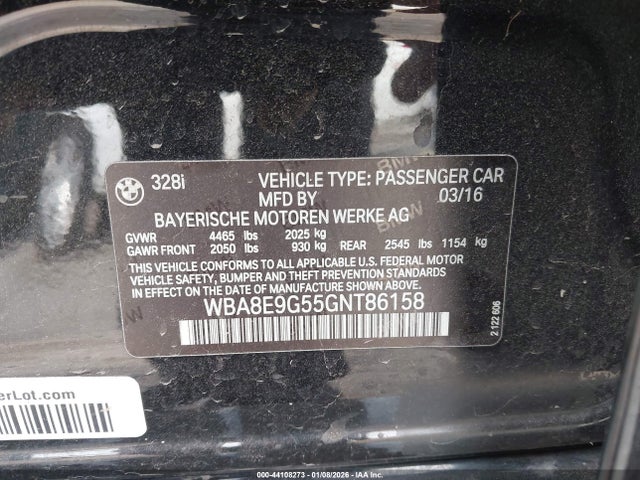 BMW
328i VEHICLE TYPE: PASSENGER CAR
MFD BY 03/16
BAYERISCHE MOTOREN WERKE AG
GVWR 4465 lbs 2025 kg
GAWR FRONT 2050 lbs 930 kg REAR 2545 lbs 1154 kg
THIS VEHICLE CONFORMS TO ALL APPLICABLE U.S. FEDERAL MOTOR
VEHICLE SAFETY, BUMPER AND THEFT PREVENTION STANDARDS
IN EFFECT ON THE DATE OF MANUFACTURE SHOWN ABOVE.
WBA8E9G55GNT86158
2 122 606
erLot.com
000-44108273 - 01/08/2026 - IAA Inc.